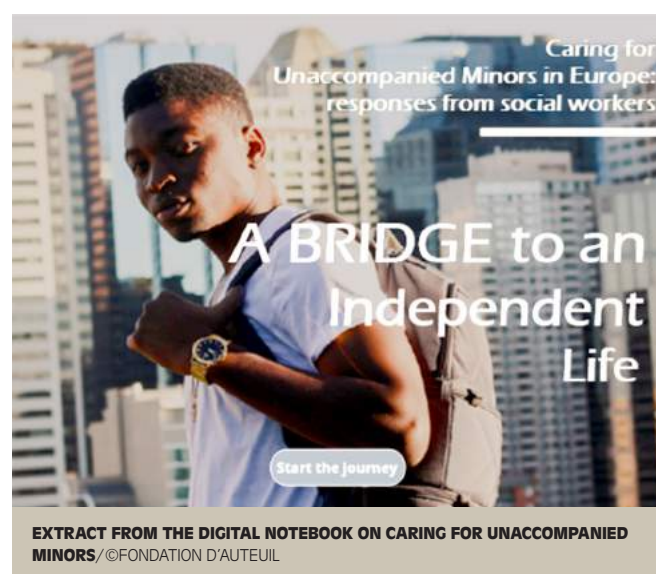 Caring for
Unaccompanied Minors in Europe:
responses from social workers
A BRIDGE to an
Independent
Life
Start the journey
EXTRACT FROM THE DIGITAL NOTEBOOK ON CARING FOR UNACCOMPANIED
MINORS/©FONDATION D'AUTEUIL